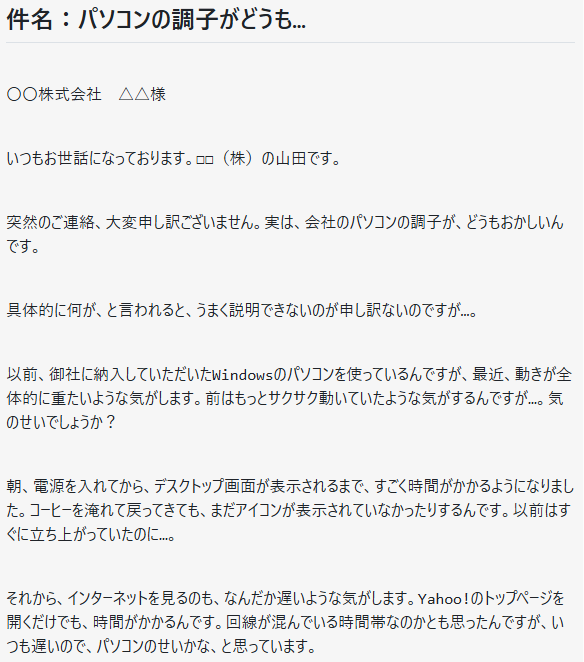 件名：パソコンの調子がどうも…
〇〇株式会社　△△様
いつもお世話になっております。□□（株）の山田です。
突然のご連絡、大変申し訳ございません。実は、会社のパソコンの調子が、どうもおかしいん
です。
具体的に何が、と言われると、うまく説明できないのが申し訳ないのですが…。
以前、御社に納入していただいたWindowsのパソコンを使っているんですが、最近、動きが全
体的に重たいような気がします。前はもっとサクサク動いていたような気がするんですが…。気
のせいでしょうか？
朝、電源を入れてから、デスクトップ画面が表示されるまで、すごく時間がかかるようになりまし
た。コーヒーを淹れて戻ってきても、まだアイコンが表示されていなかったりするんです。以前はす
ぐに立ち上がっていたのに…。
それから、インターネットを見るのも、なんだか遅いような気がします。Yahoo!のトップページを
開くだけでも、時間がかかるんです。回線が混んでいる時間帯なのかとも思ったんですが、い
つも遅いので、パソコンのせいかな、と思っています。